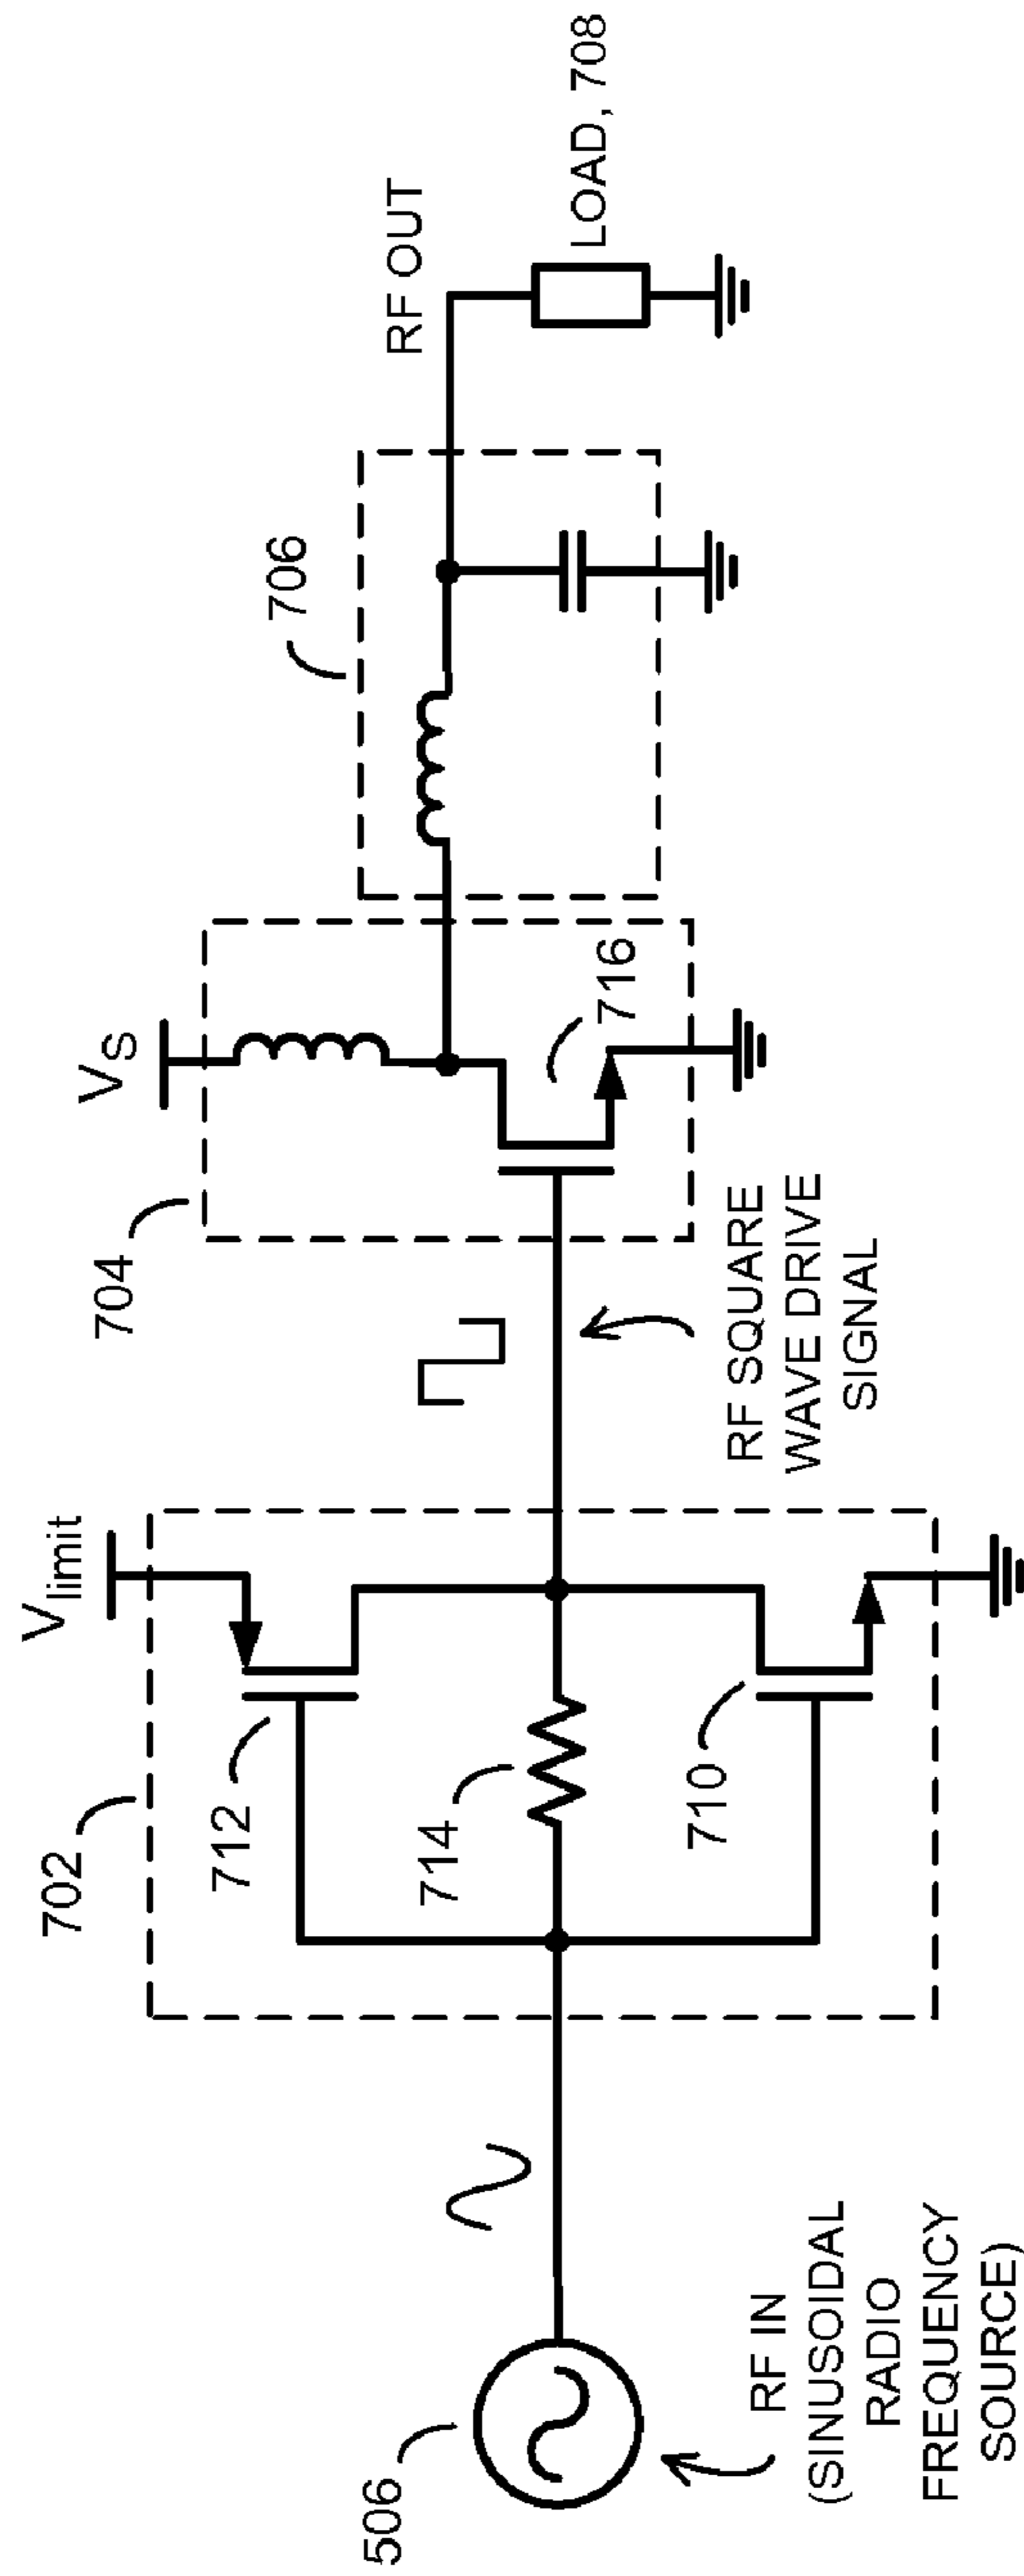 506
RF IN
(SINUSOIDAL
RADIO
FREQUENCY
SOURCE)
702
Vlimit
712
714
710
RF SQUARE
WAVE DRIVE
SIGNAL
704
VS
716
706
RF OUT
LOAD, 708